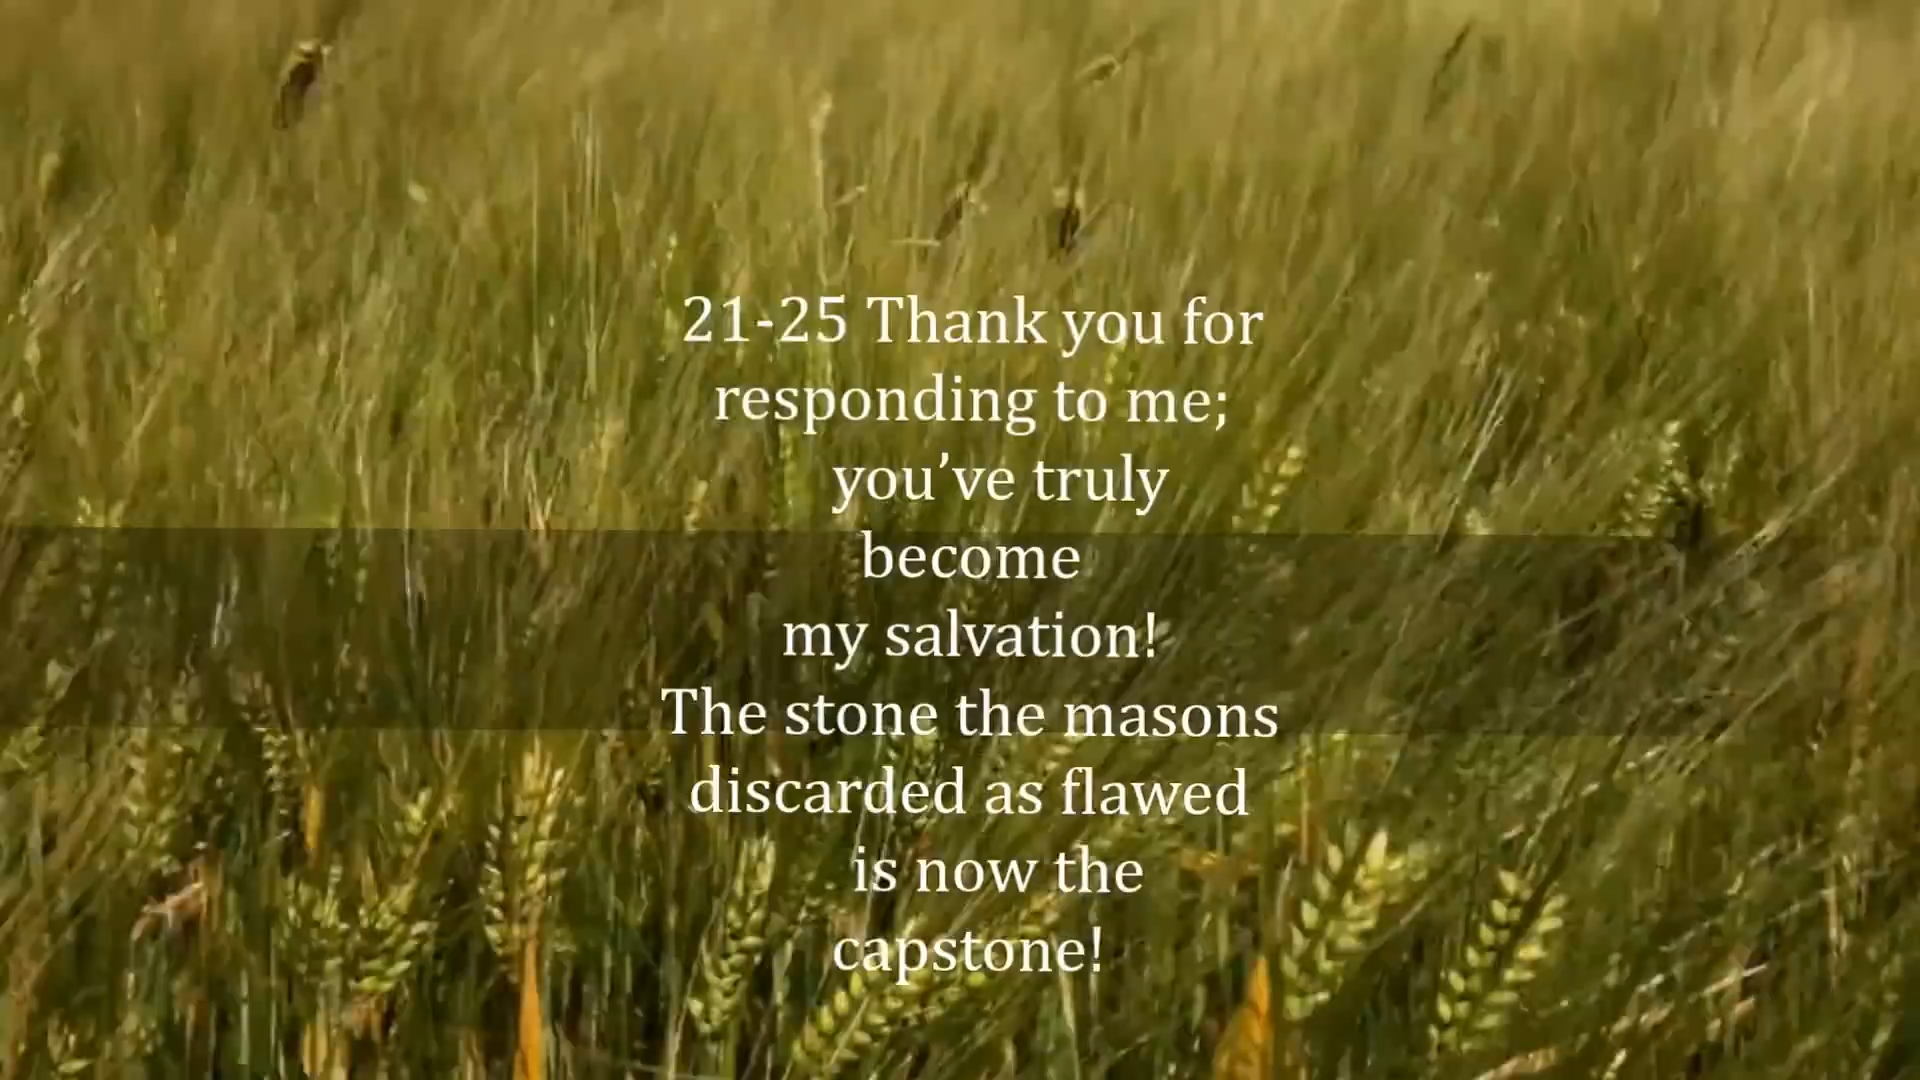 21-25 Thank you for
responding to me;
you’ve truly
become
my salvation!
The stone the masons
discarded as flawed
is now the
capstone!